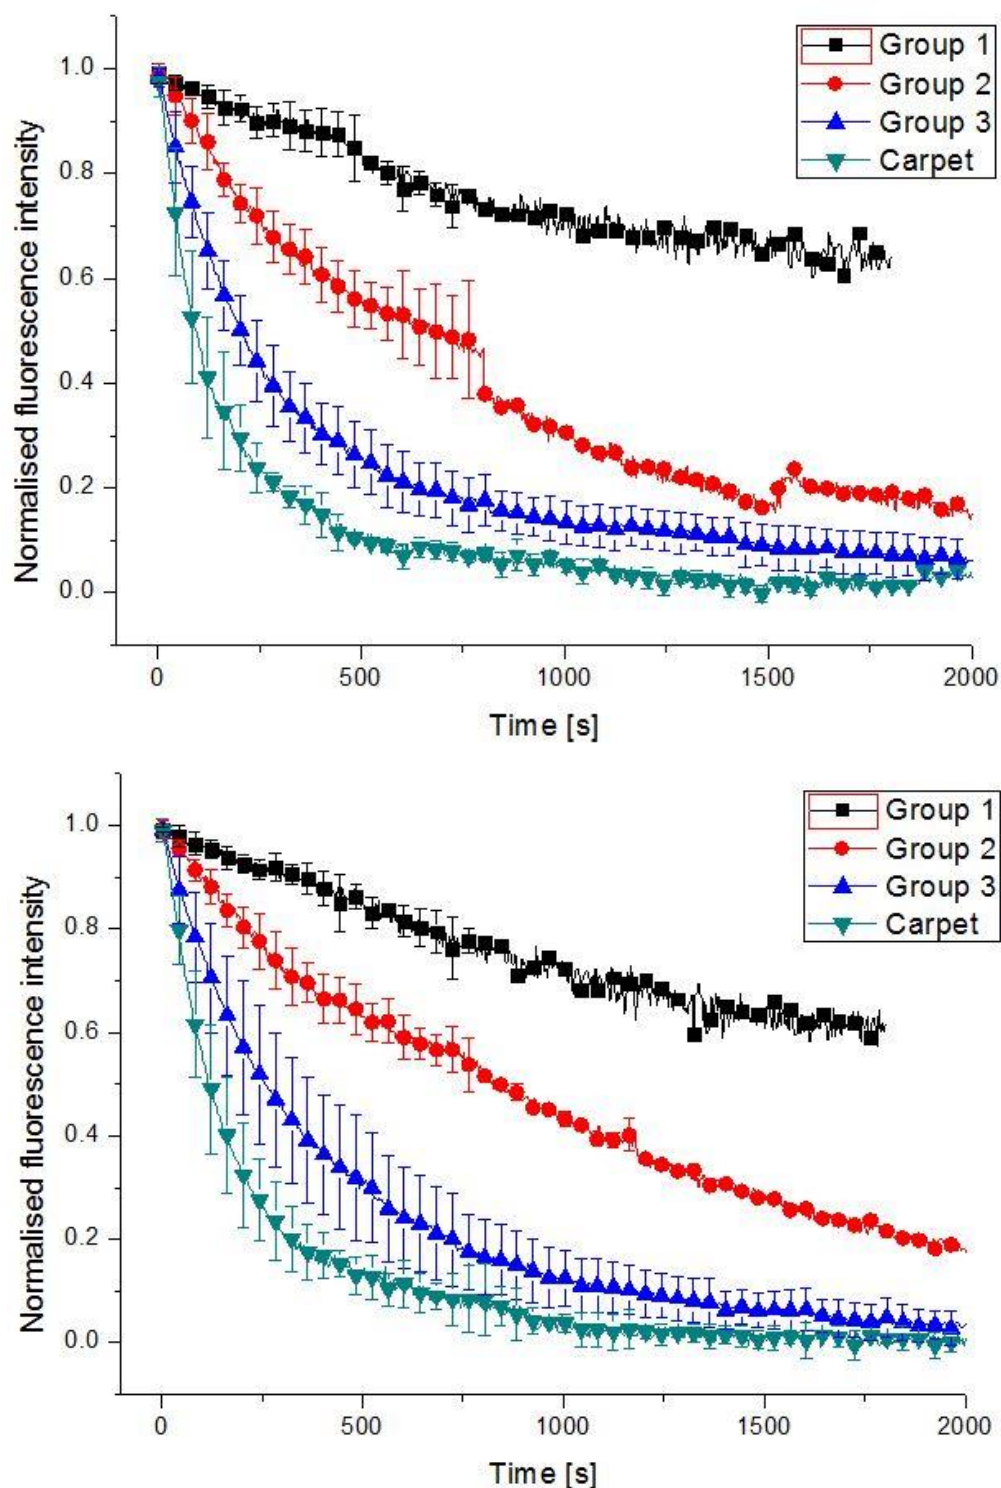 Normalised fluorescence intensity
1.0
0.8
0.6
0.4
0.2
0.0
Group 1
Group 2
Group 3
Carpet
0 500 1000 1500 2000
Time [s]
Normalised fluorescence intensity
1.0
0.8
0.6
0.4
0.2
0.0
Group 1
Group 2
Group 3
Carpet
0 500 1000 1500 2000
Time [s]